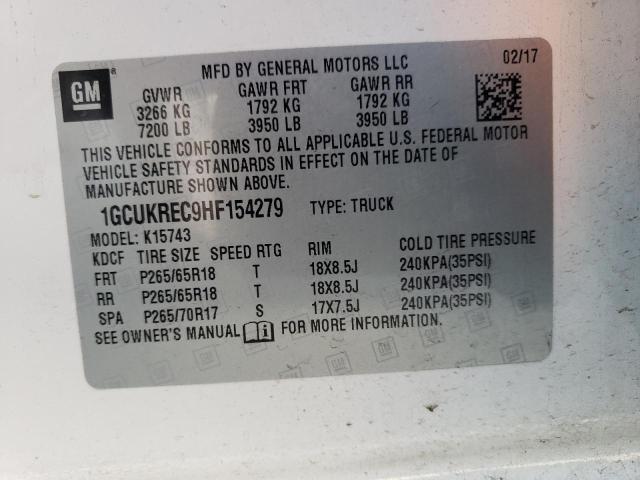 GM ®
MFD BY GENERAL MOTORS LLC 02/17
GVWR GAWR FRT GAWR RR
3266 KG 1792 KG 1792 KG
7200 LB 3950 LB 3950 LB
THIS VEHICLE CONFORMS TO ALL APPLICABLE U.S. FEDERAL MOTOR
VEHICLE SAFETY STANDARDS IN EFFECT ON THE DATE OF
MANUFACTURE SHOWN ABOVE.
1GCUKREC9HF154279 TYPE: TRUCK
MODEL: K15743
KDCF TIRE SIZE SPEED RTG RIM COLD TIRE PRESSURE
FRT P265/65R18 T 18X8.5J 240KPA(35PSI)
RR P265/65R18 T 18X8.5J 240KPA(35PSI)
SPA P265/70R17 S 17X7.5J 240KPA(35PSI)
SEE OWNER'S MANUAL FOR MORE INFORMATION.